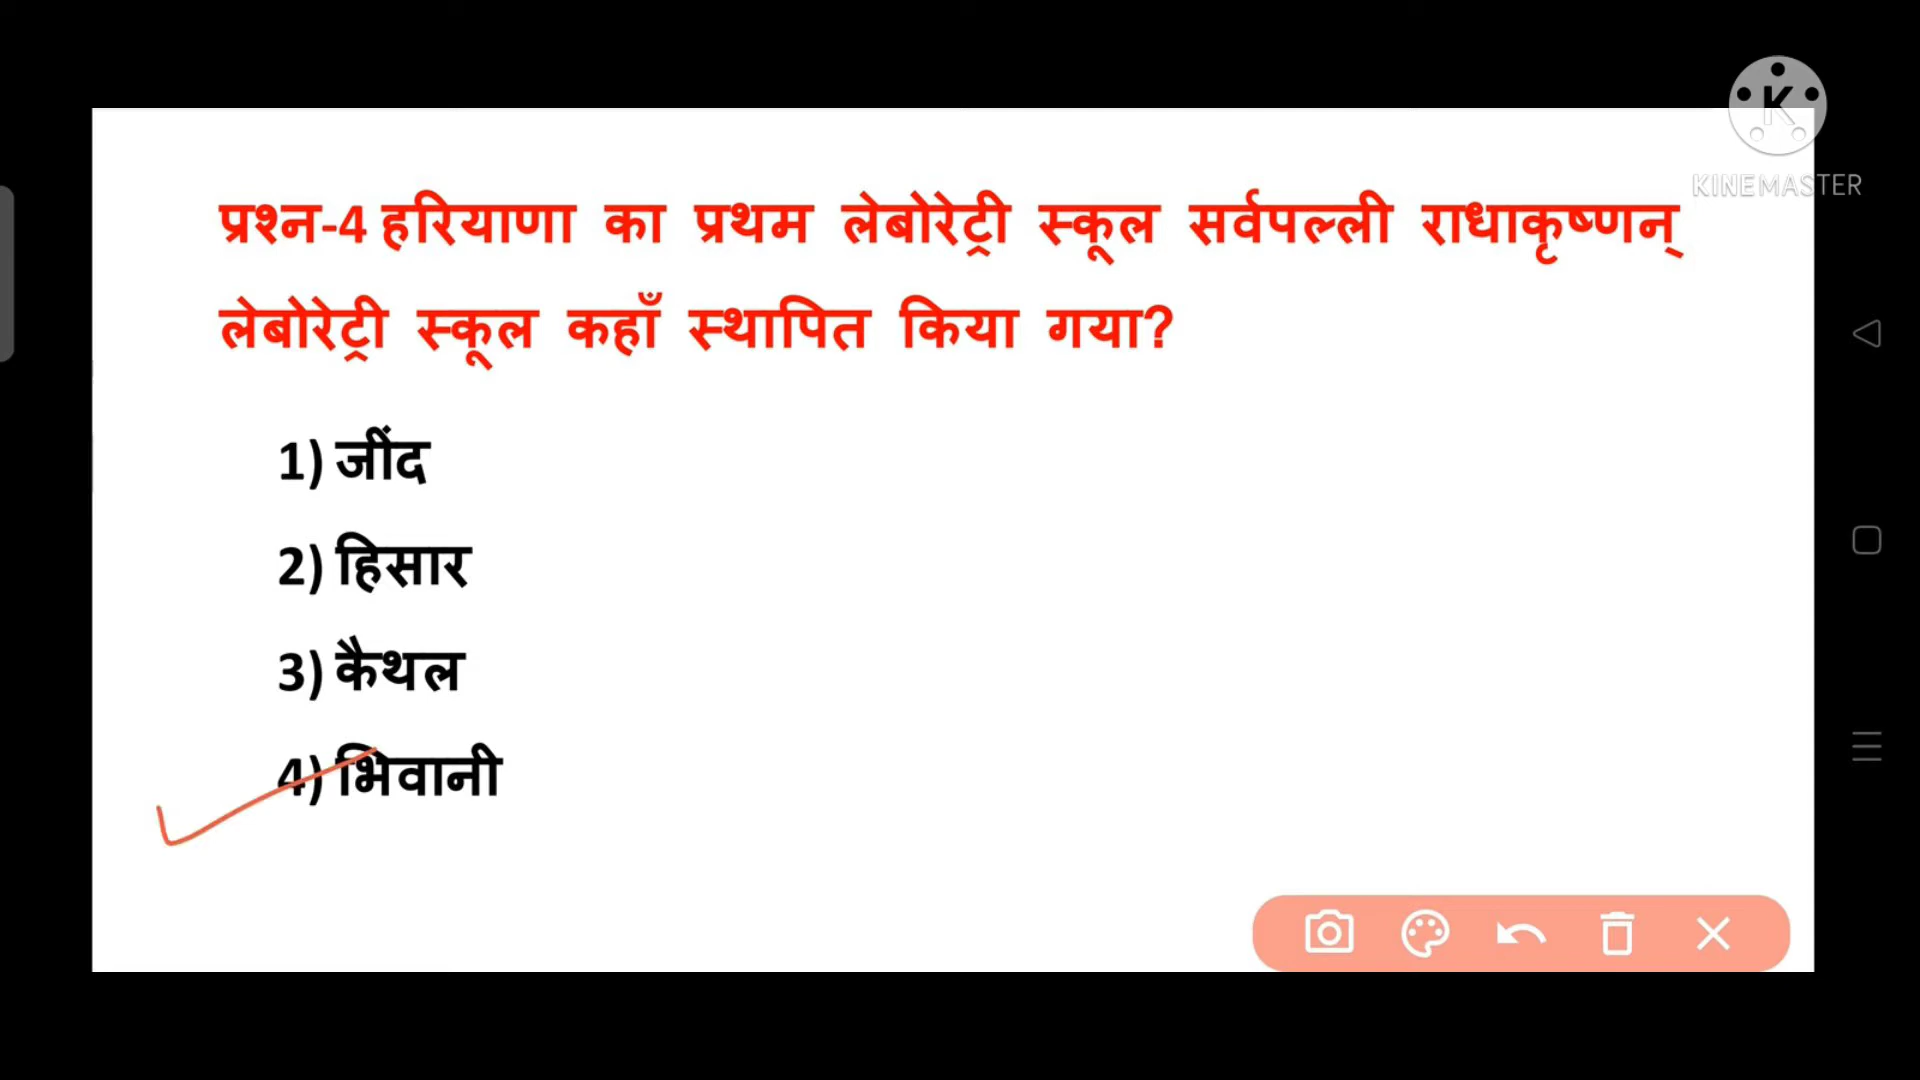 K
KINEMASTER
प्रश्न-4 हरियाणा का प्रथम लेबोरेट्री स्कूल सर्वपल्ली राधाकृष्णन्
लेबोरेट्री स्कूल कहाँ स्थापित किया गया?
1) जींद
2) हिसार
3) कैथल
4) भिवानी